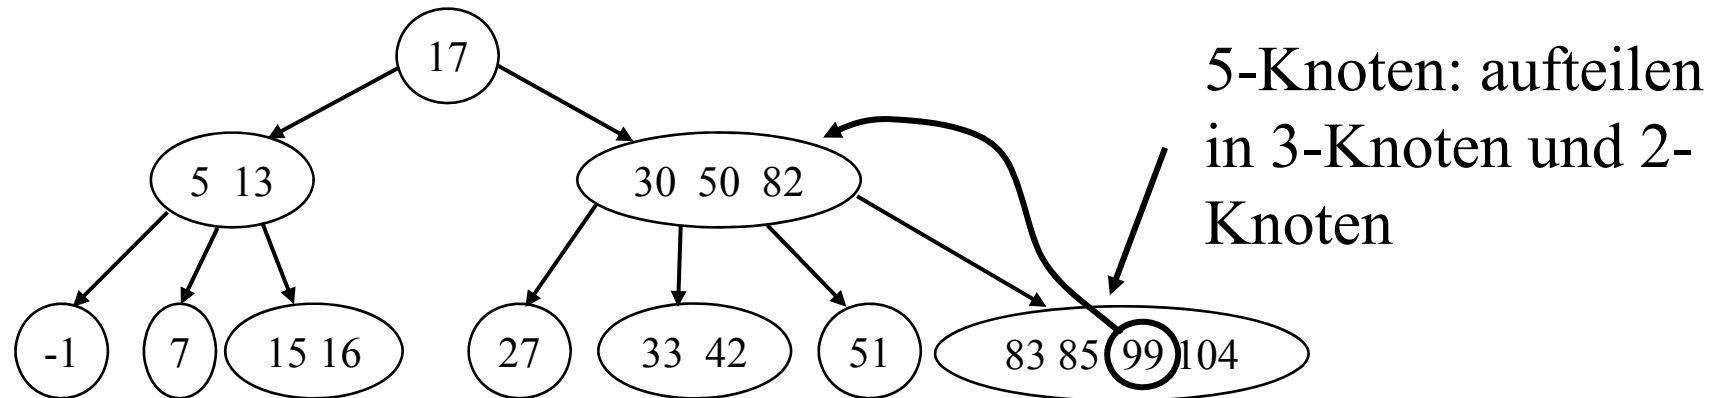 17
5-Knoten: aufteilen
in 3-Knoten und 2-
Knoten
5 13
30 50 82
-1
7
15 16
27
33 42
51
83 85 99 104